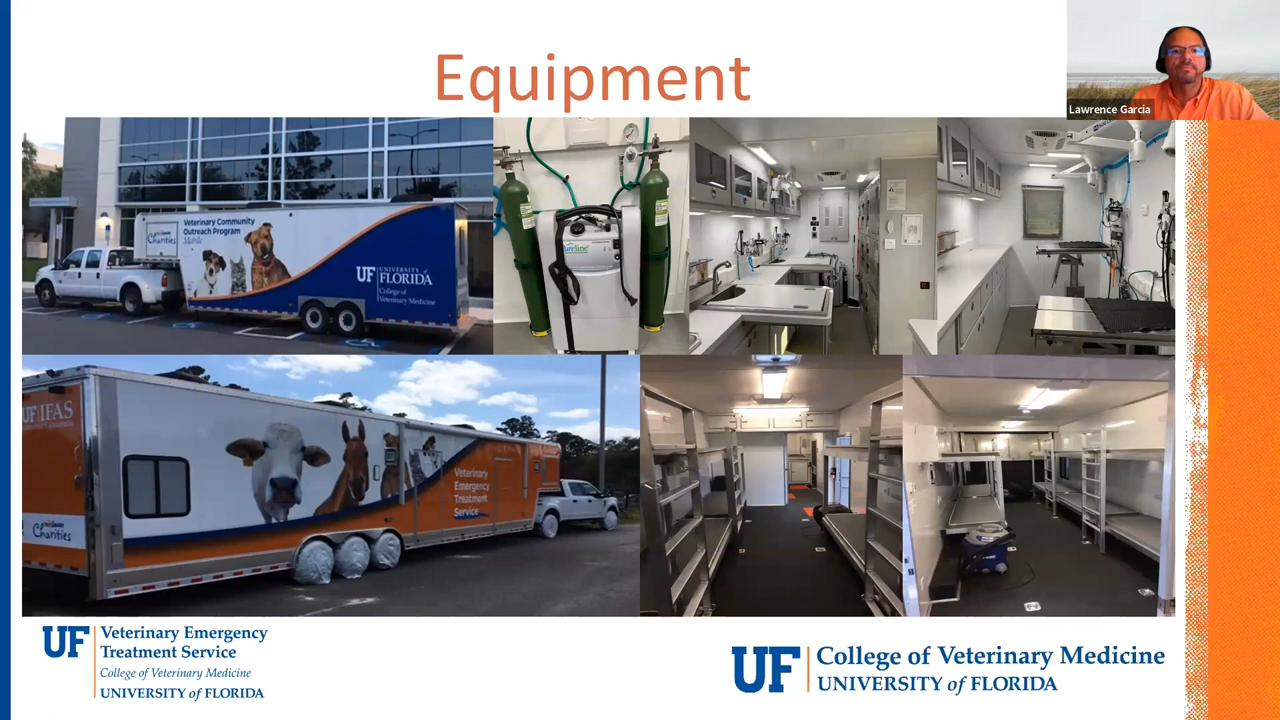 Equipment
Lawrence Garcia
Veterinary Community
Outreach Program
Mobile
Charities
UF UNIVERSITY of
FLORIDA
College of
Veterinary Medicine
UF IFAS
Charities
Veterinary
Emergency
Treatment
Service
UF Veterinary Emergency
Treatment Service
College of Veterinary Medicine
UNIVERSITY of FLORIDA
UF College of Veterinary Medicine
UNIVERSITY of FLORIDA